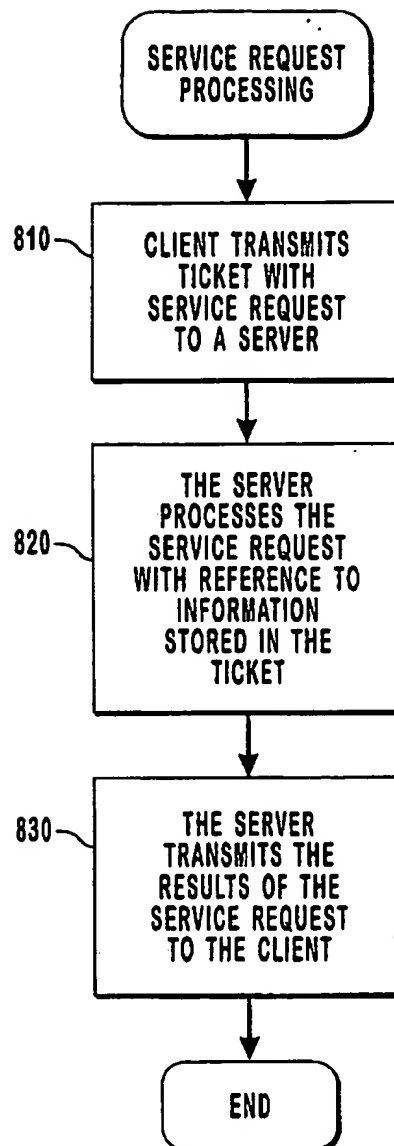 SERVICE REQUEST
PROCESSING
810
CLIENT TRANSMITS
TICKET WITH
SERVICE REQUEST
TO A SERVER
820
THE SERVER
PROCESSES THE
SERVICE REQUEST
WITH REFERENCE TO
INFORMATION
STORED IN THE
TICKET
830
THE SERVER
TRANSMITS THE
RESULTS OF THE
SERVICE REQUEST
TO THE CLIENT
END